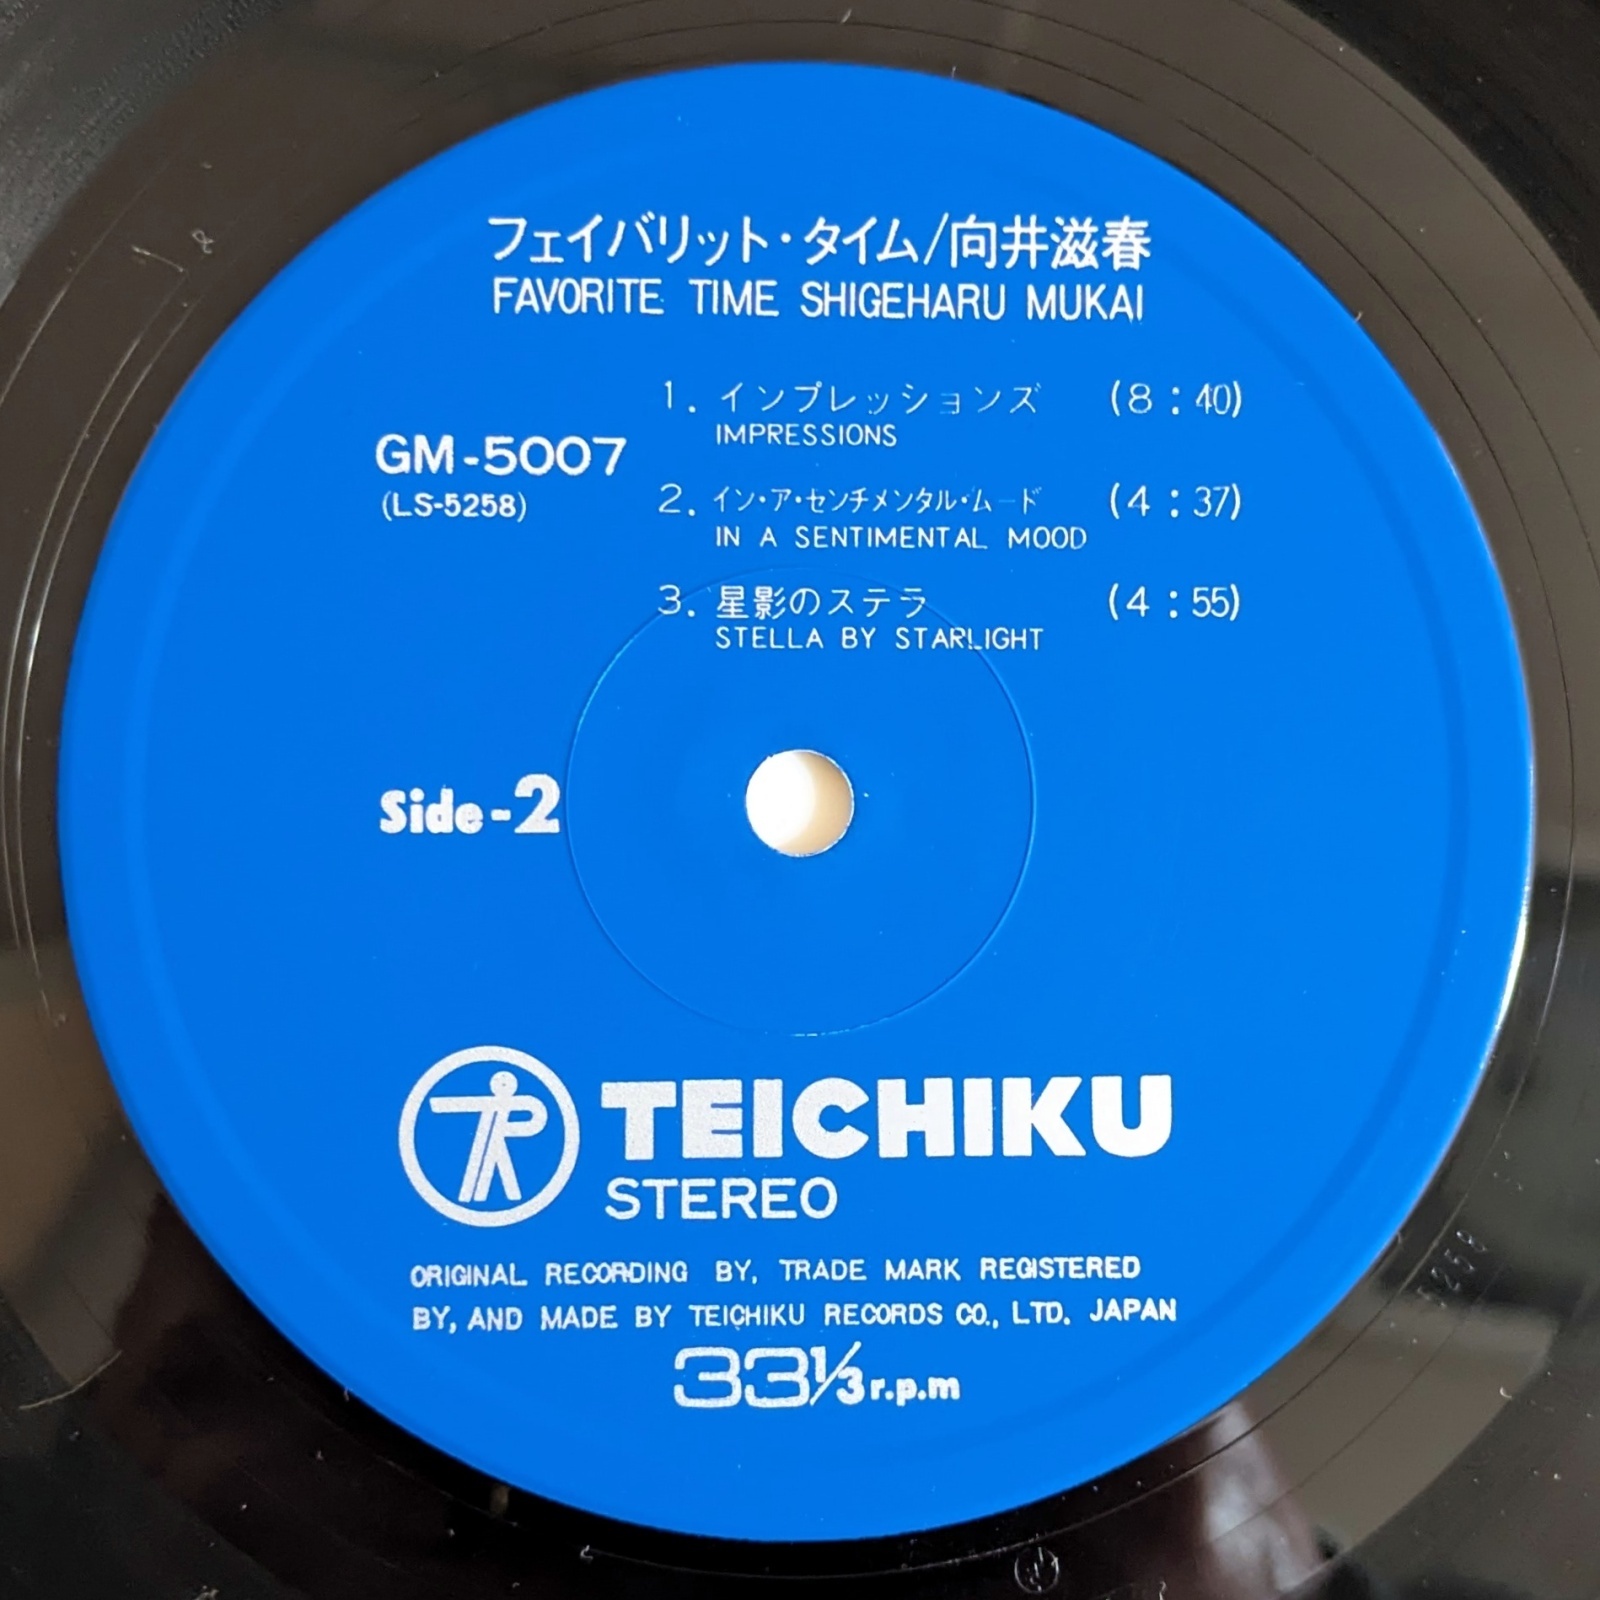 フェイバリット・タイム/向井滋春
FAVORITE TIME SHIGEHARU MUKAI
GM-5007
(LS-5258)
1. インプレッションズ (8:40)
IMPRESSIONS
2. イン・ア・センチメンタル・ムード (4:37)
IN A SENTIMENTAL MOOD
3. 星影のステラ (4:55)
STELLA BY STARLIGHT
Side-2
TEICHIKU
STEREO
ORIGINAL RECORDING BY, TRADE MARK REGISTERED
BY, AND MADE BY TEICHIKU RECORDS CO., LTD. JAPAN
33 1/3 r.p.m